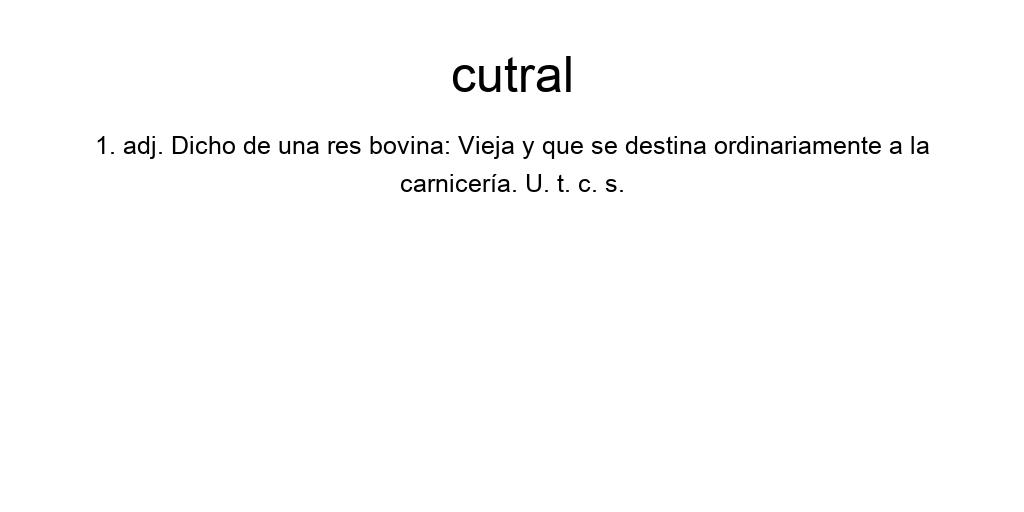 cutral
1. adj. Dicho de una res bovina: Vieja y que se destina ordinariamente a la
carnicería. U. t. c. s.